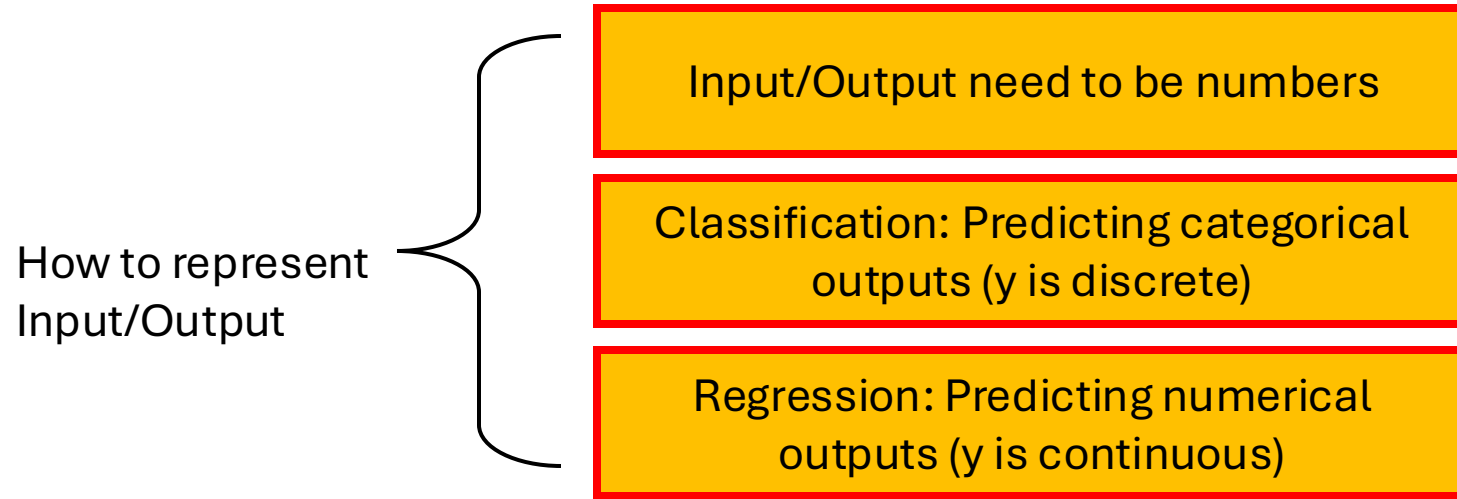 How to represent
Input/Output
Input/Output need to be numbers
Classification: Predicting categorical
outputs (y is discrete)
Regression: Predicting numerical
outputs (y is continuous)